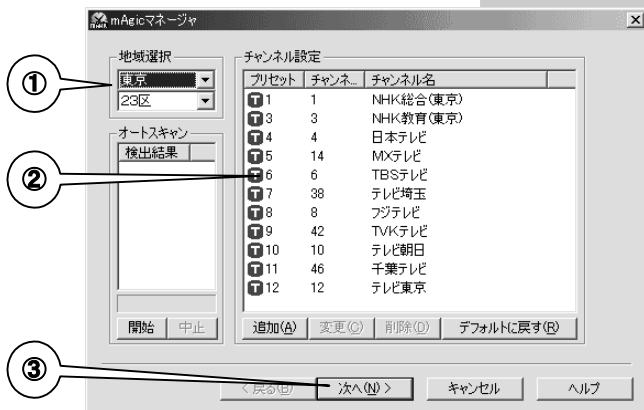 mAgicマネージャ
地域選択
東京
23区
オートスキャン
検出結果
開始 中止
チャンネル設定
プリセット チャンネ... チャンネル名
T 1 1 NHK総合(東京)
T 3 3 NHK教育(東京)
T 4 4 日本テレビ
T 5 14 MXテレビ
T 6 6 TBSテレビ
T 7 38 テレビ埼玉
T 8 8 フジテレビ
T 9 42 TVKテレビ
T 10 10 テレビ朝日
T 11 46 千葉テレビ
T 12 12 テレビ東京
追加(A) 変更(C) 削除(D) デフォルトに戻す(R)
< 戻る(B) 次へ(N) > キャンセル ヘルプ
①
②
③